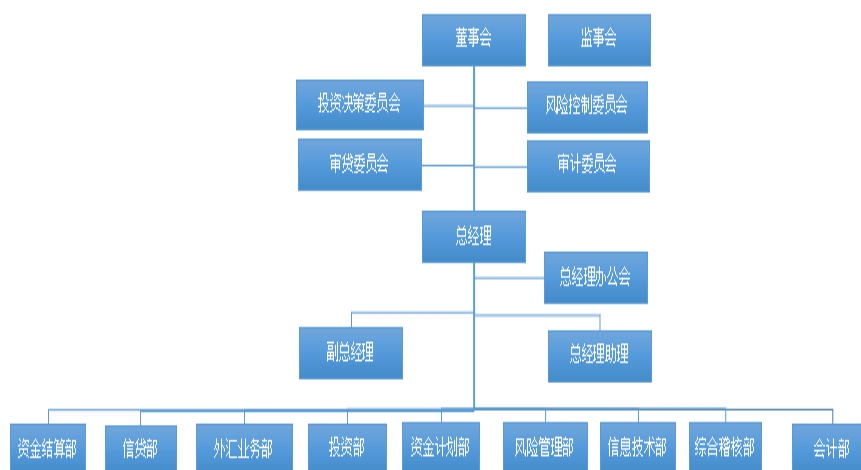 董事会
监事会
投资决策委员会
风险控制委员会
审贷委员会
审计委员会
总经理
总经理办公会
副总经理
总经理助理
资金结算部
信贷部
外汇业务部
投资部
资金计划部
风险管理部
信息技术部
综合稽核部
会计部